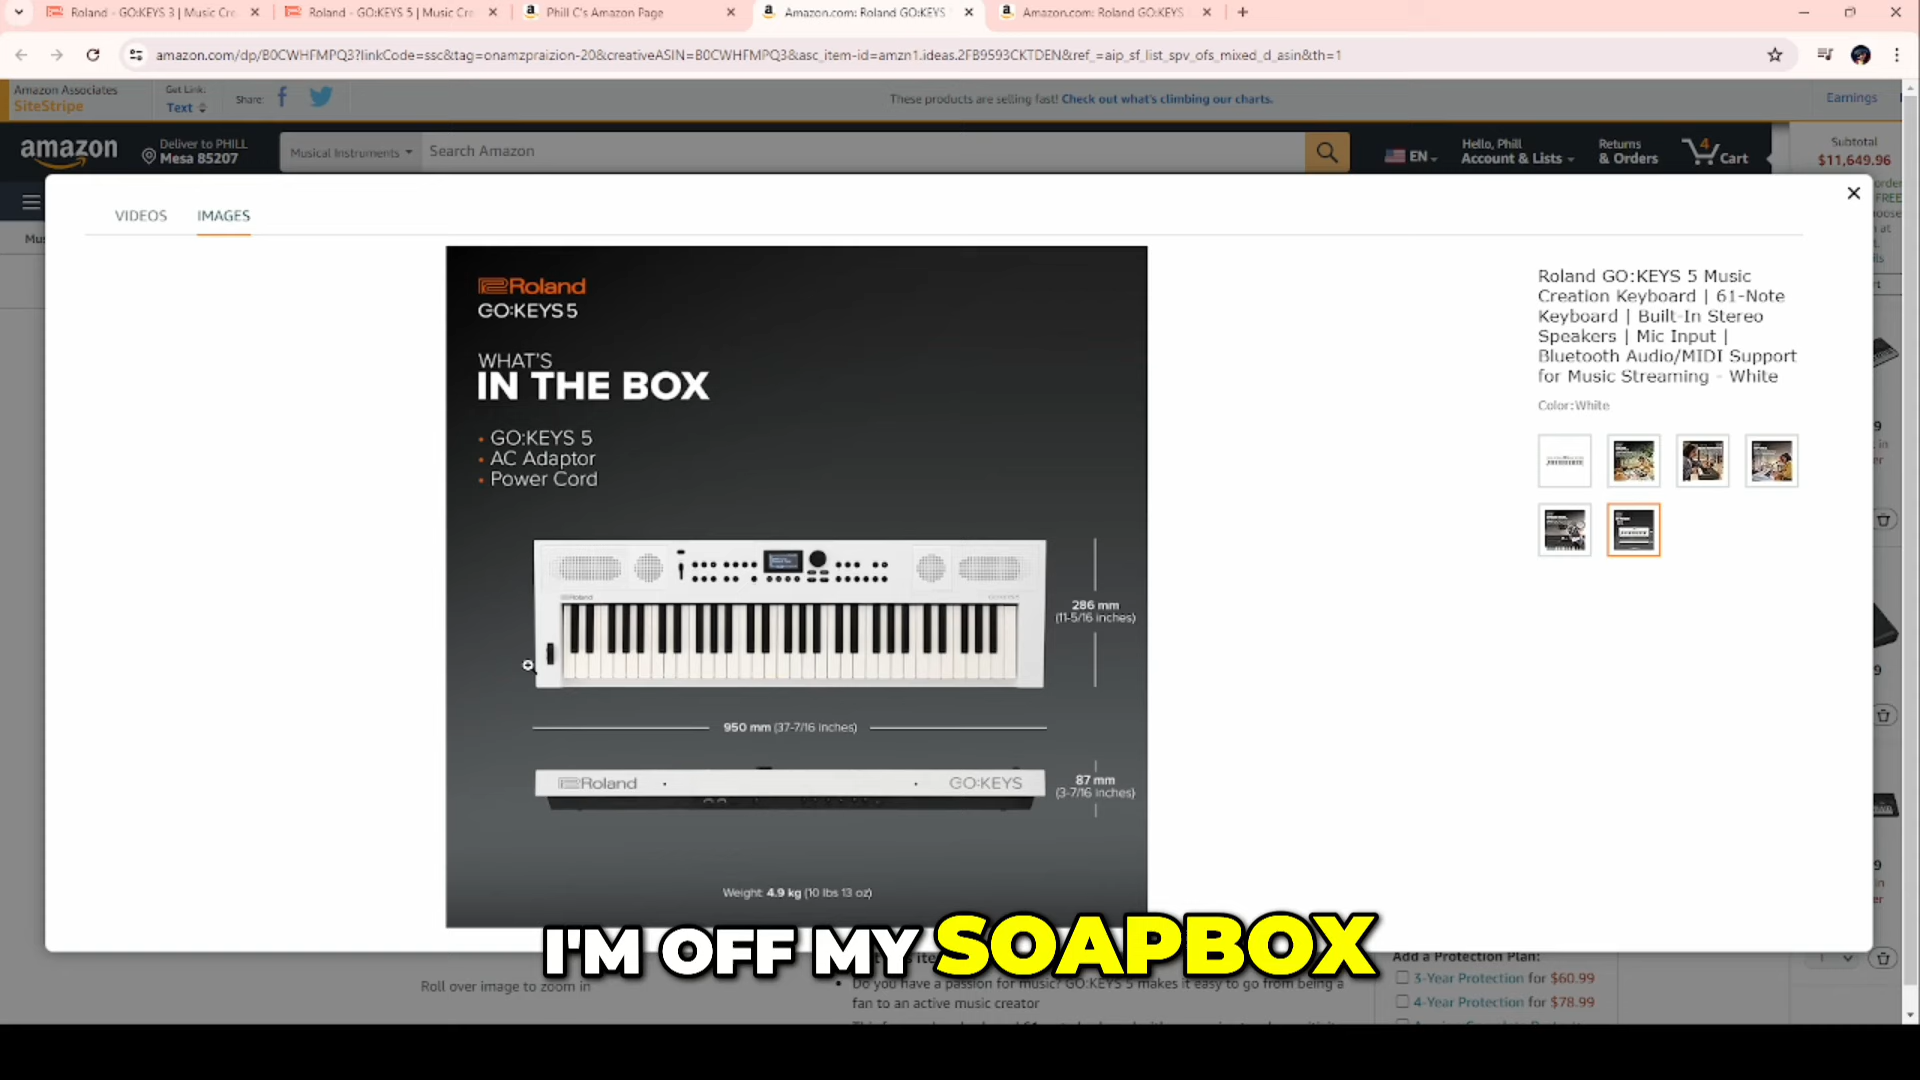 Roland - GO:KEYS 3 | Music Cre
Roland - GO:KEYS 5 | Music Cre
Phill C's Amazon Page
Amazon.com: Roland GO:KEYS
Amazon.com: Roland GO:KEYS
amazon.com/dp/B0CWHFMPQ3?linkCode=ssc&tag=onamzpraizion-20&creativeASIN=B0CWHFMPQ3&asc_item-id=amzn1.ideas.2FB9593CKTDEN&ref_=aip_sf_list_spv_ofs_mixed_d_asin&th=1
Amazon Associates
SiteStripe
Get Link:
Text
Share:
These products are selling fast! Check out what's climbing our charts.
Earnings
amazon
Deliver to PHILL
Mesa 85207
Musical Instruments
Search Amazon
EN
Hello, Phill
Account & Lists
Returns
& Orders
4
Cart
Subtotal
$11,649.96
VIDEOS
IMAGES
Roland
GO:KEYS 5
WHAT'S
IN THE BOX
• GO:KEYS 5
• AC Adaptor
• Power Cord
Roland
286 mm
(11-5/16 inches)
950 mm (37-7/16 inches)
Roland
GO:KEYS
87 mm
(3-7/16 inches)
Weight: 4.9 kg (10 lbs 13 oz)
Roland GO:KEYS 5 Music
Creation Keyboard | 61-Note
Keyboard | Built-In Stereo
Speakers | Mic Input |
Bluetooth Audio/MIDI Support
for Music Streaming - White
Color:White
I'M OFF MY SOAPBOX
Roll over image to zoom in
• Do you have a passion for music? GO:KEYS 5 makes it easy to go from being a
fan to an active music creator
Add a Protection Plan:
3-Year Protection for $60.99
4-Year Protection for $78.99